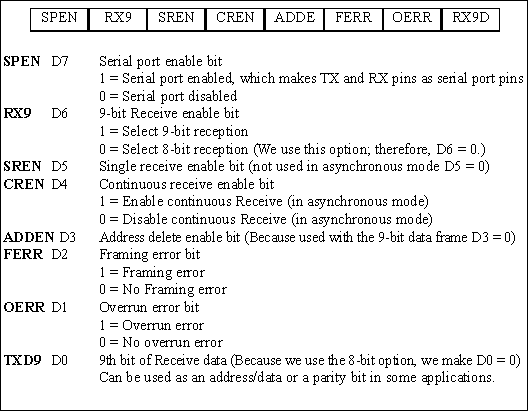 SPEN RX9 SREN CREN ADDE FERR OERR RX9D
SPEN D7 Serial port enable bit
1 = Serial port enabled, which makes TX and RX pins as serial port pins
0 = Serial port disabled
RX9 D6 9-bit Receive enable bit
1 = Select 9-bit reception
0 = Select 8-bit reception (We use this option; therefore, D6 = 0.)
SREN D5 Single receive enable bit (not used in asynchronous mode D5 = 0)
CREN D4 Continuous receive enable bit
1 = Enable continuous Receive (in asynchronous mode)
0 = Disable continuous Receive (in asynchronous mode)
ADDEN D3 Address delete enable bit (Because used with the 9-bit data frame D3 = 0)
FERR D2 Framing error bit
1 = Framing error
0 = No Framing error
OERR D1 Overrun error bit
1 = Overrun error
0 = No overrun error
TXD9 D0 9th bit of Receive data (Because we use the 8-bit option, we make D0 = 0)
Can be used as an address/data or a parity bit in some applications.